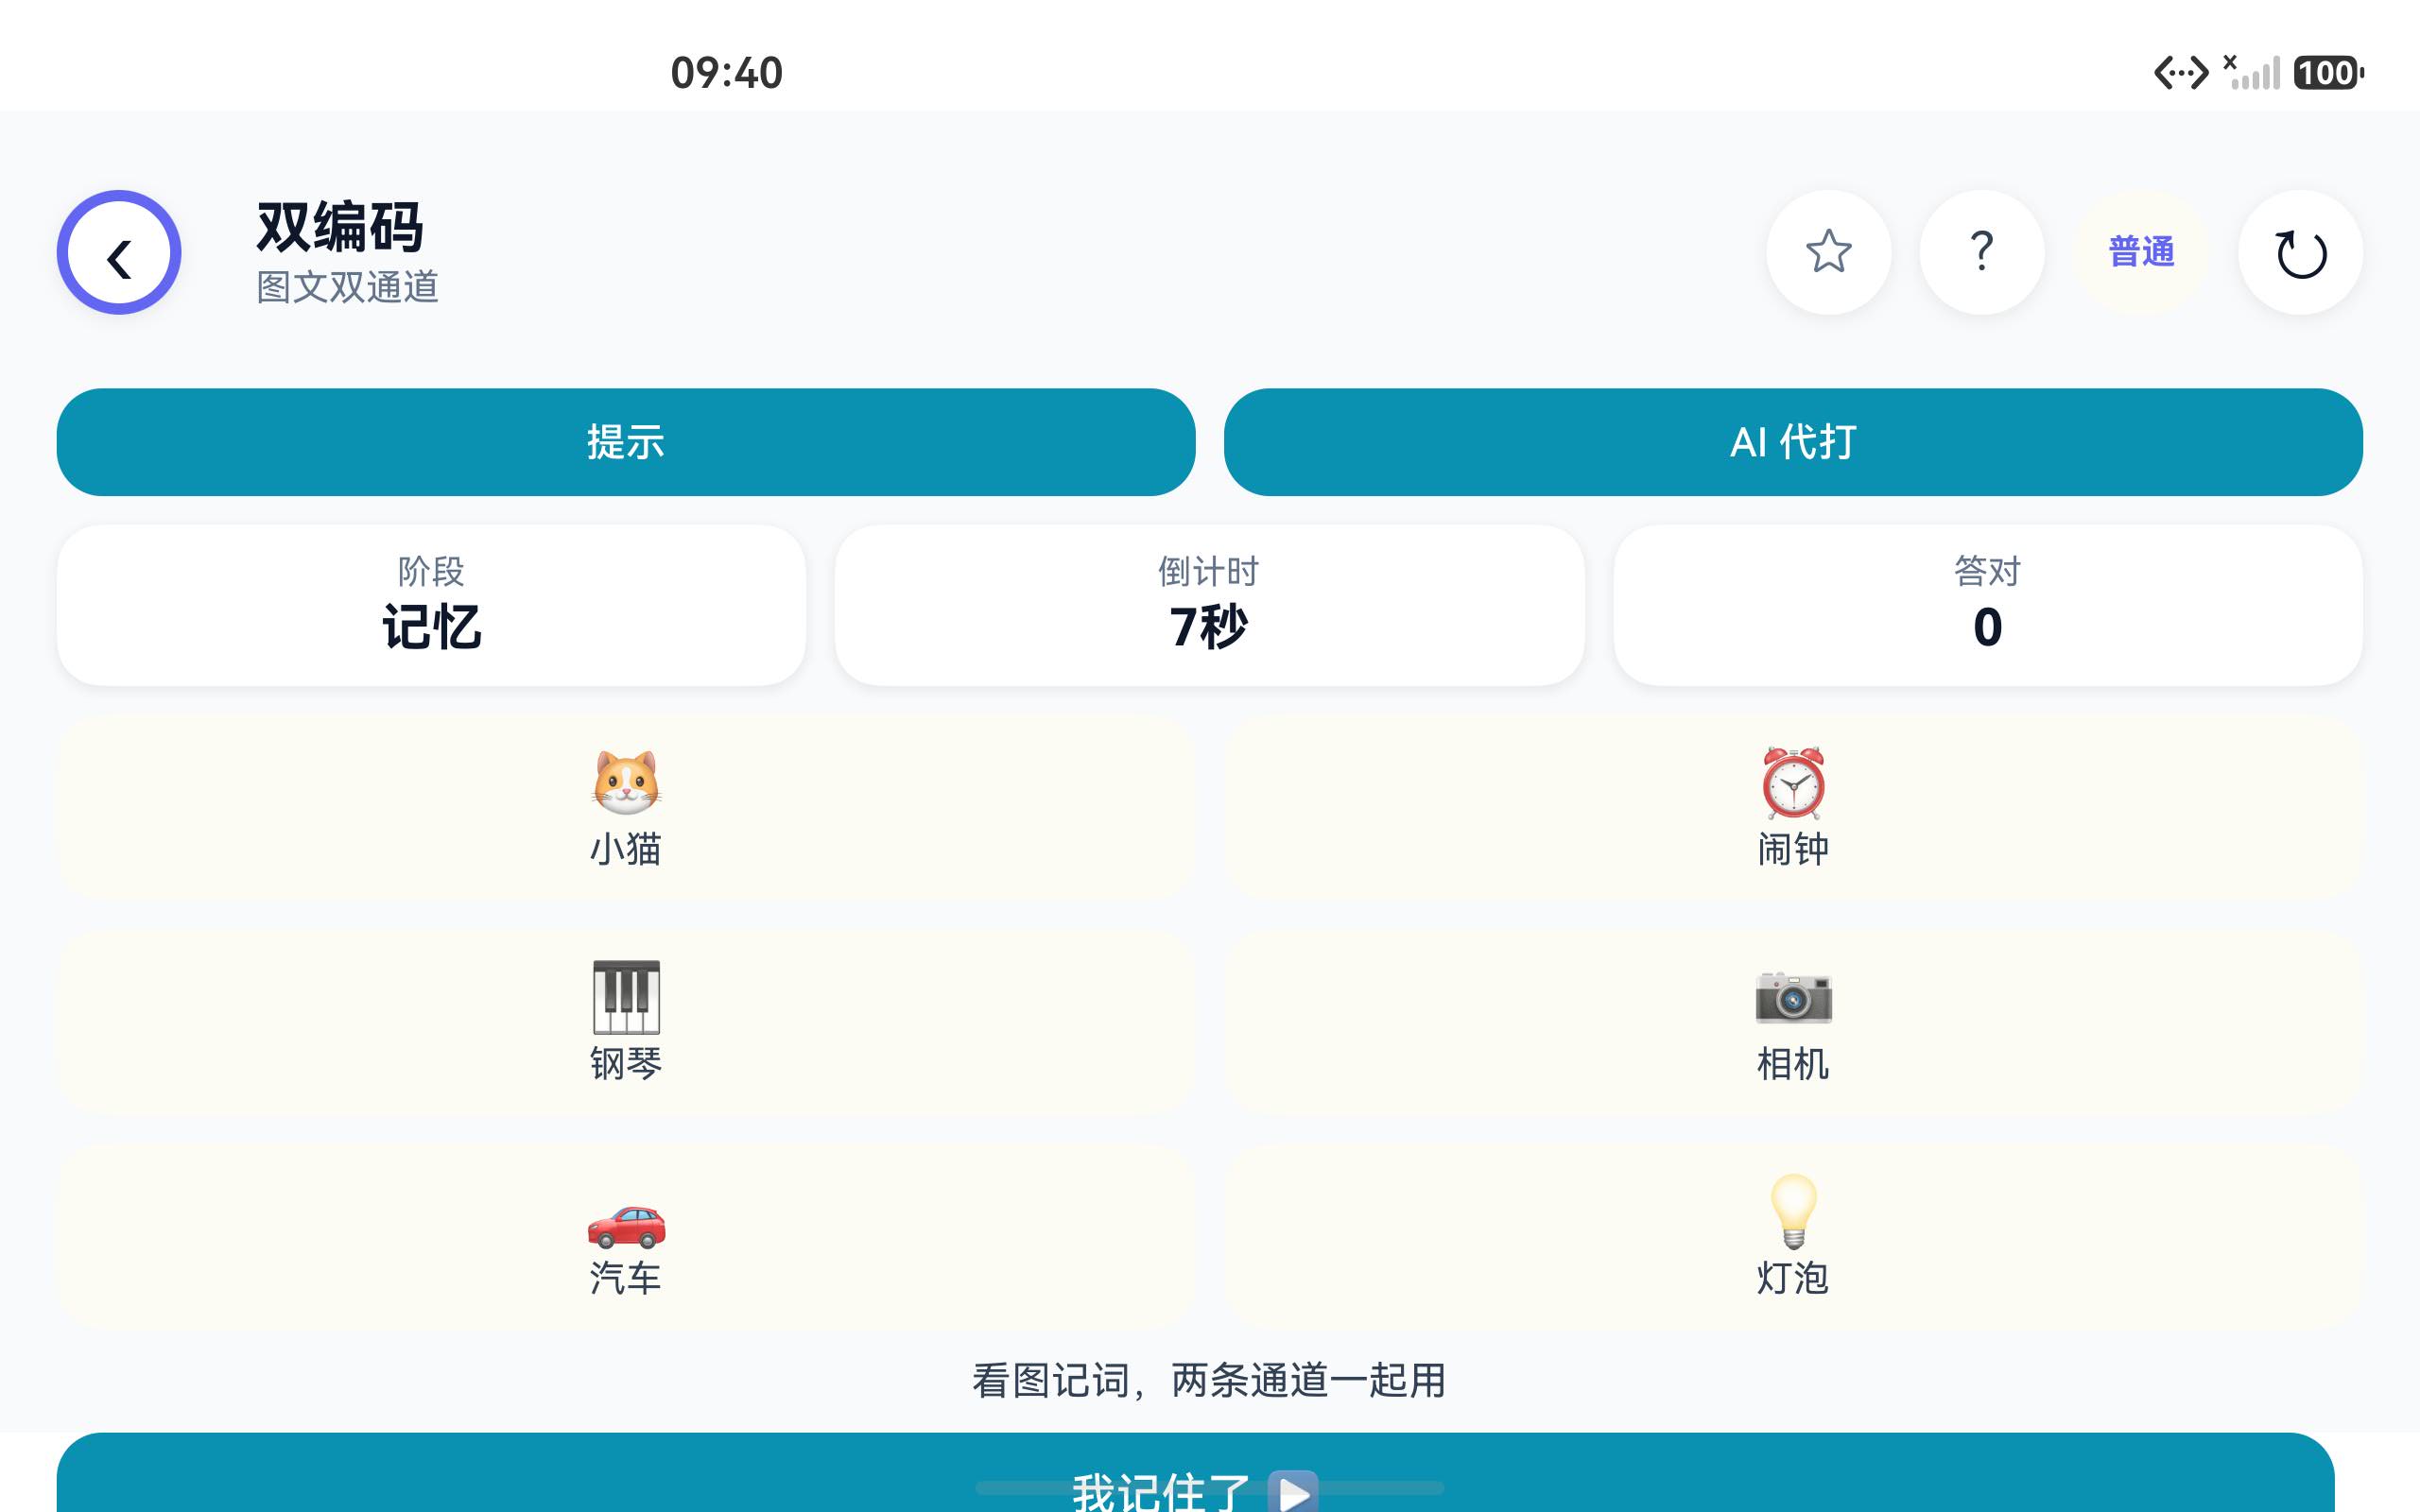 09:40
100
双编码
图文双通道
?
普通
提示
AI 代打
阶段
记忆
倒计时
7秒
答对
0
小猫
闹钟
钢琴
相机
汽车
灯泡
看图记词，两条通道一起用
我记住了